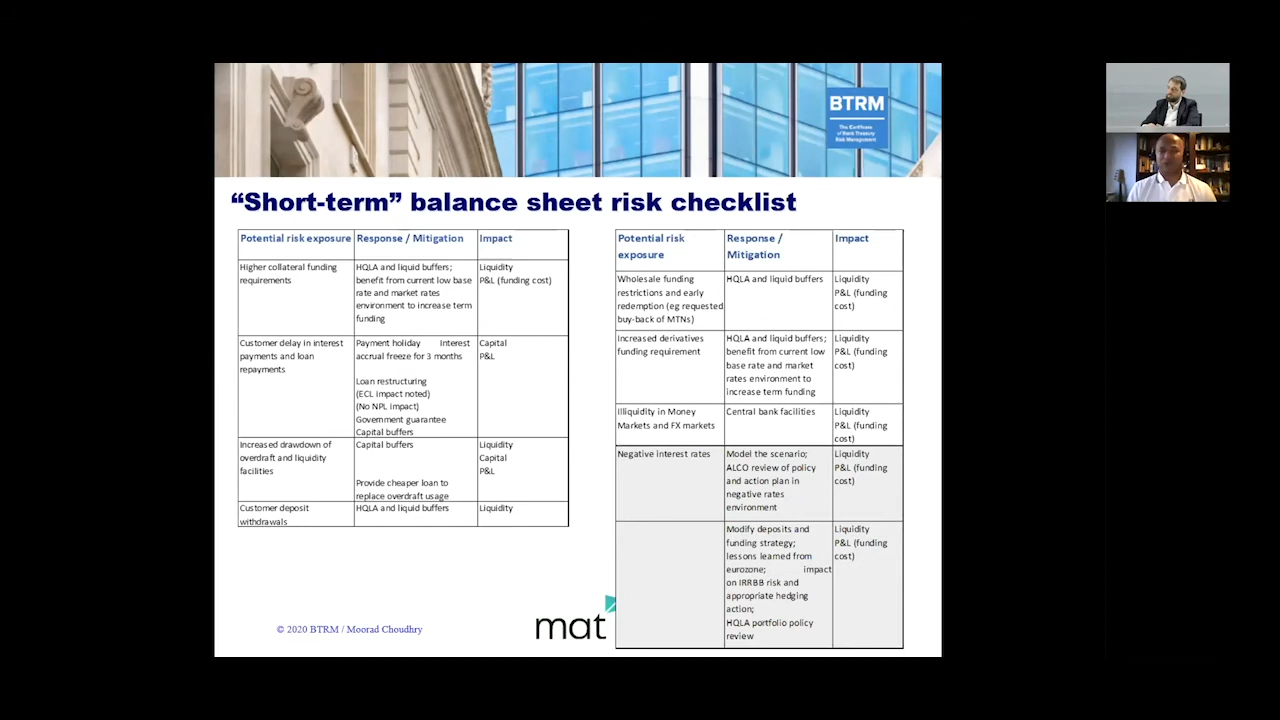 BTRM
The Certificate
of Bank Treasury
Risk Management
“Short-term” balance sheet risk checklist
Potential risk exposure
Response / Mitigation
Impact
Higher collateral funding
requirements
HQLA and liquid buffers;
benefit from current low base
rate and market rates
environment to increase term
funding
Liquidity
P&L (funding cost)
Customer delay in interest
payments and loan
repayments
Payment holiday Interest
accrual freeze for 3 months
Loan restructuring
(ECL impact noted)
(No NPL impact)
Government guarantee
Capital buffers
Capital
P&L
Increased drawdown of
overdraft and liquidity
facilities
Capital buffers
Provide cheaper loan to
replace overdraft usage
Liquidity
Capital
P&L
Customer deposit
withdrawals
HQLA and liquid buffers
Liquidity
Potential risk
exposure
Response /
Mitigation
Impact
Wholesale funding
restrictions and early
redemption (eg requested
buy-back of MTNs)
HQLA and liquid buffers
Liquidity
P&L (funding
cost)
Increased derivatives
funding requirement
HQLA and liquid buffers;
benefit from current low
base rate and market
rates environment to
increase term funding
Liquidity
P&L (funding
cost)
Illiquidity in Money
Markets and FX markets
Central bank facilities
Liquidity
P&L (funding
cost)
Negative interest rates
Model the scenario;
ALCO review of policy
and action plan in
negative rates
environment
Liquidity
P&L (funding
cost)
Modify deposits and
funding strategy;
lessons learned from
eurozone; impact
on IRRBB risk and
appropriate hedging
action;
HQLA portfolio policy
review
Liquidity
P&L (funding
cost)
© 2020 BTRM / Moorad Choudhry
mat